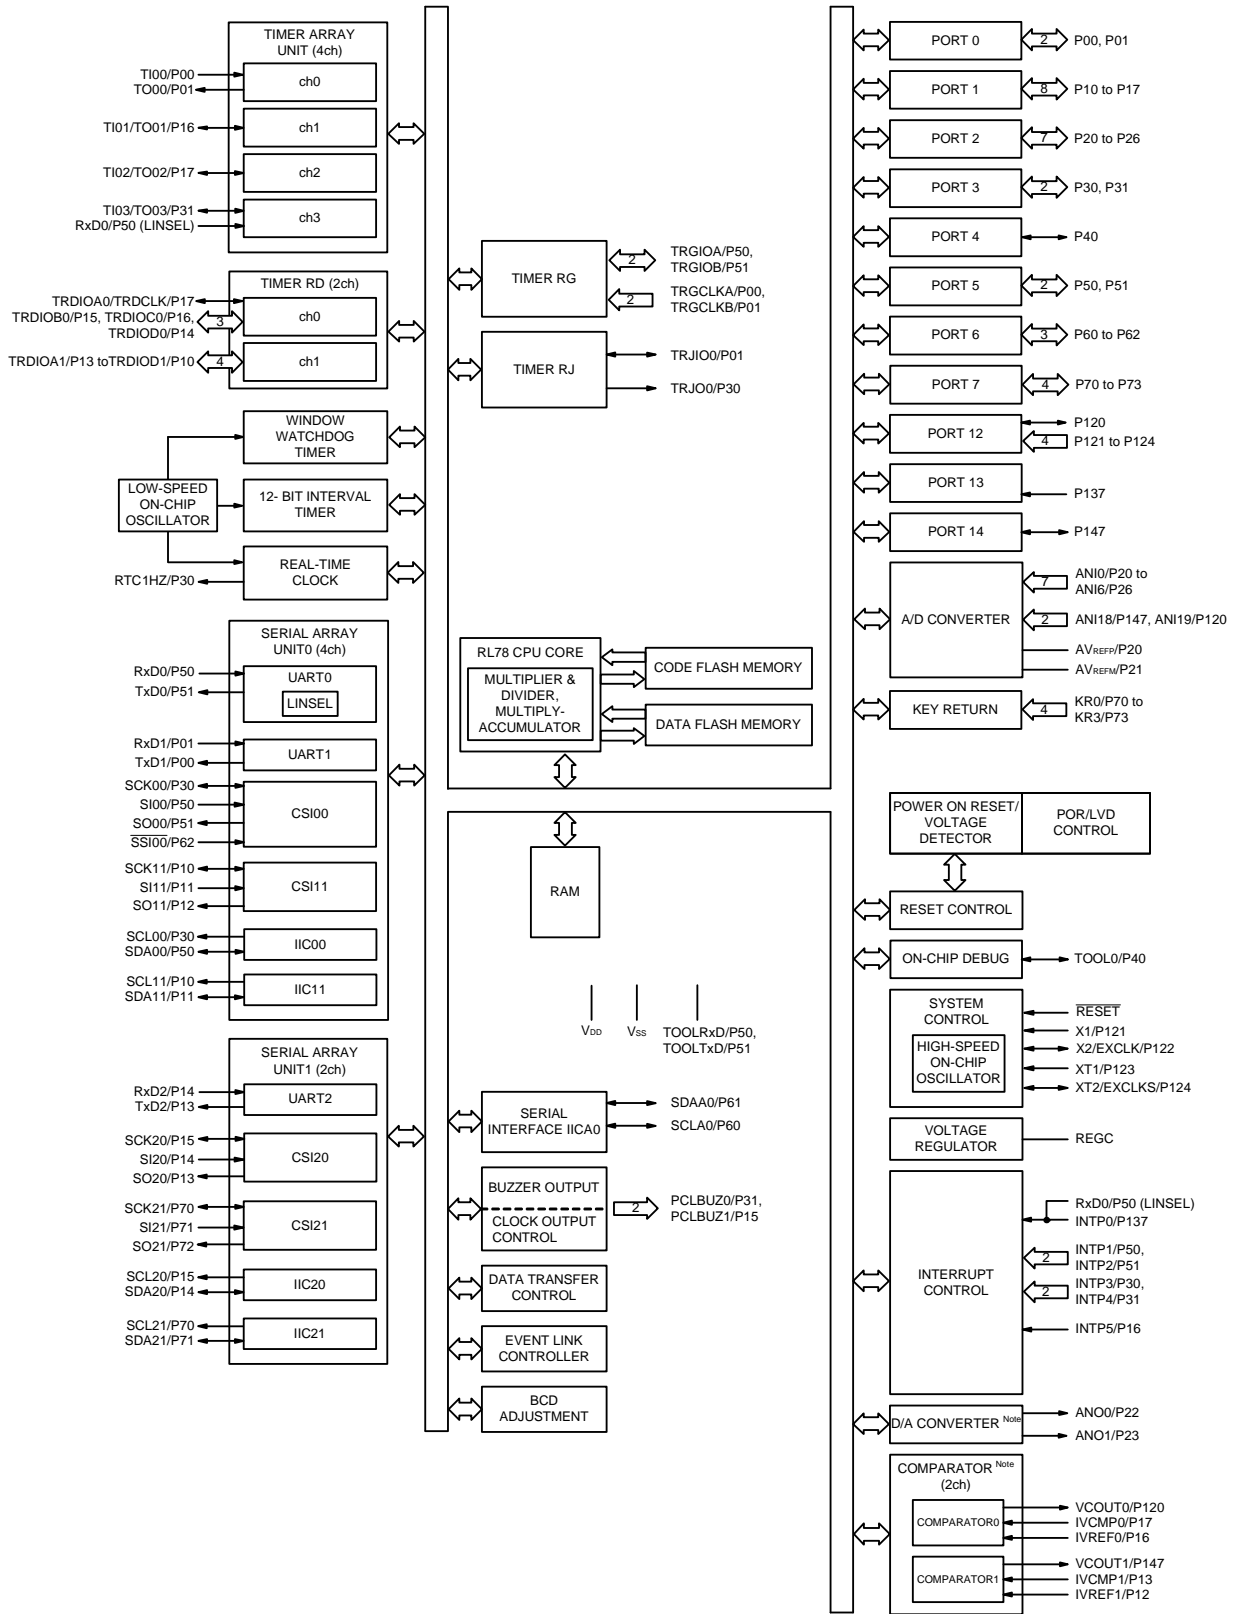 TIMER ARRAY
UNIT (4ch)
TI00/P00
TO00/P01
ch0
TI01/TO01/P16
ch1
TI02/TO02/P17
ch2
TI03/TO03/P31
RxD0/P50 (LINSEL)
ch3
TIMER RD (2ch)
TRDIOA0/TRDCLK/P17
TRDIOB0/P15, TRDIOC0/P16,
TRDIOD0/P14
3
ch0
TRDIOA1/P13 toTRDIOD1/P10
4
ch1
WINDOW
WATCHDOG
TIMER
LOW-SPEED
ON-CHIP
OSCILLATOR
12- BIT INTERVAL
TIMER
RTC1HZ/P30
REAL-TIME
CLOCK
SERIAL ARRAY
UNIT0 (4ch)
RxD0/P50
TxD0/P51
UART0
LINSEL
RxD1/P01
TxD1/P00
UART1
SCK00/P30
SI00/P50
SO00/P51
SSI00/P62
CSI00
SCK11/P10
SI11/P11
SO11/P12
CSI11
SCL00/P30
SDA00/P50
IIC00
SCL11/P10
SDA11/P11
IIC11
SERIAL ARRAY
UNIT1 (2ch)
RxD2/P14
TxD2/P13
UART2
SCK20/P15
SI20/P14
SO20/P13
CSI20
SCK21/P70
SI21/P71
SO21/P72
CSI21
SCL20/P15
SDA20/P14
IIC20
SCL21/P70
SDA21/P71
IIC21
TIMER RG
2
TRGIOA/P50,
TRGIOB/P51
2
TRGCLKA/P00,
TRGCLKB/P01
TIMER RJ
TRJIO0/P01
TRJO0/P30
RL78 CPU CORE
MULTIPLIER &
DIVIDER,
MULTIPLY-
ACCUMULATOR
CODE FLASH MEMORY
DATA FLASH MEMORY
RAM
VDD
VSS
TOOLRxD/P50,
TOOLTxD/P51
SERIAL
INTERFACE IICA0
SDAA0/P61
SCLA0/P60
BUZZER OUTPUT
CLOCK OUTPUT
CONTROL
2
PCLBUZ0/P31,
PCLBUZ1/P15
DATA TRANSFER
CONTROL
EVENT LINK
CONTROLLER
BCD
ADJUSTMENT
PORT 0
2
P00, P01
PORT 1
8
P10 to P17
PORT 2
7
P20 to P26
PORT 3
2
P30, P31
PORT 4
P40
PORT 5
2
P50, P51
PORT 6
3
P60 to P62
PORT 7
4
P70 to P73
PORT 12
P120
4
P121 to P124
PORT 13
P137
PORT 14
P147
A/D CONVERTER
7
ANI0/P20 to
ANI6/P26
2
ANI18/P147, ANI19/P120
AVREFP/P20
AVREFM/P21
KEY RETURN
4
KR0/P70 to
KR3/P73
POWER ON RESET/
VOLTAGE
DETECTOR
POR/LVD
CONTROL
RESET CONTROL
ON-CHIP DEBUG
TOOL0/P40
SYSTEM
CONTROL
HIGH-SPEED
ON-CHIP
OSCILLATOR
RESET
X1/P121
X2/EXCLK/P122
XT1/P123
XT2/EXCLKS/P124
VOLTAGE
REGULATOR
REGC
INTERRUPT
CONTROL
RxD0/P50 (LINSEL)
INTP0/P137
2
INTP1/P50,
INTP2/P51
2
INTP3/P30,
INTP4/P31
INTP5/P16
D/A CONVERTER Note
ANO0/P22
ANO1/P23
COMPARATOR Note
(2ch)
COMPARATOR0
VCOUT0/P120
IVCMP0/P17
IVREF0/P16
COMPARATOR1
VCOUT1/P147
IVCMP1/P13
IVREF1/P12